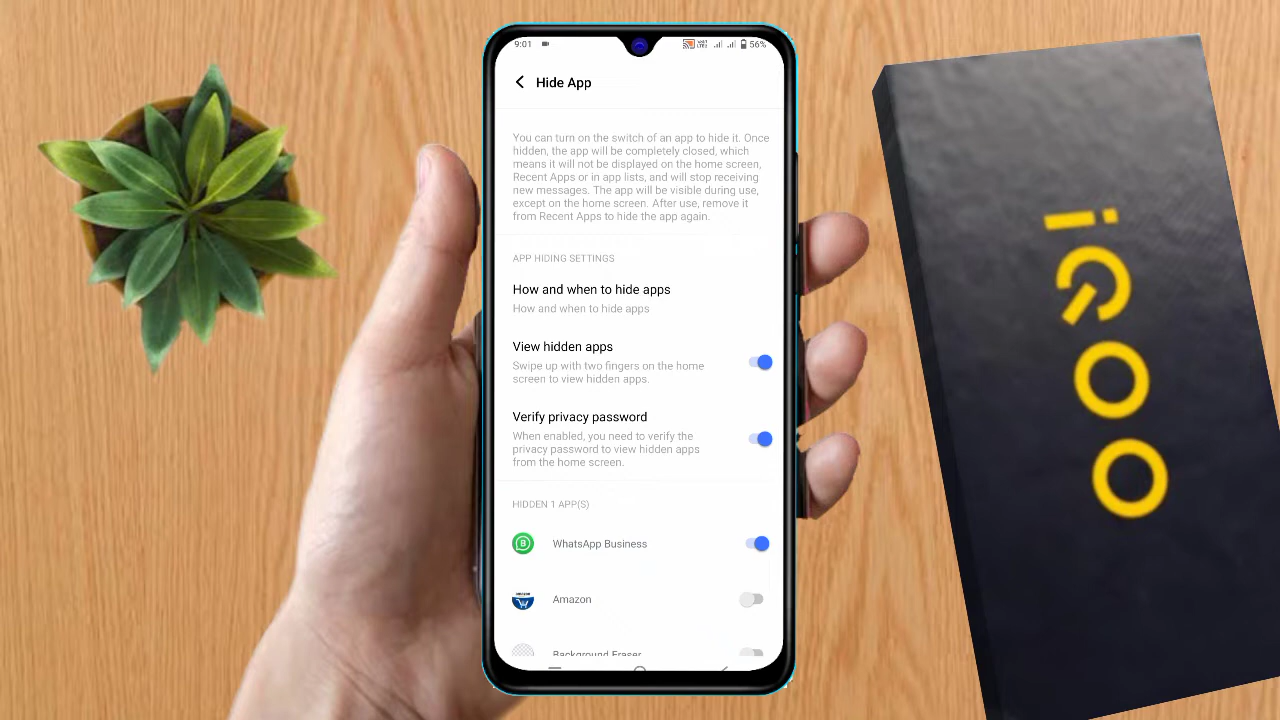 9:01
56%
Hide App
You can turn on the switch of an app to hide it. Once
hidden, the app will be completely closed, which
means it will not be displayed on the home screen,
Recent Apps or in app lists, and will stop receiving
new messages. The app will be visible during use,
except on the home screen. After use, remove it
from Recent Apps to hide the app again.
APP HIDING SETTINGS
How and when to hide apps
How and when to hide apps
View hidden apps
Swipe up with two fingers on the home
screen to view hidden apps.
Verify privacy password
When enabled, you need to verify the
privacy password to view hidden apps
from the home screen.
HIDDEN 1 APP(S)
B
WhatsApp Business
amazon
Amazon
Background Eraser
iQOO